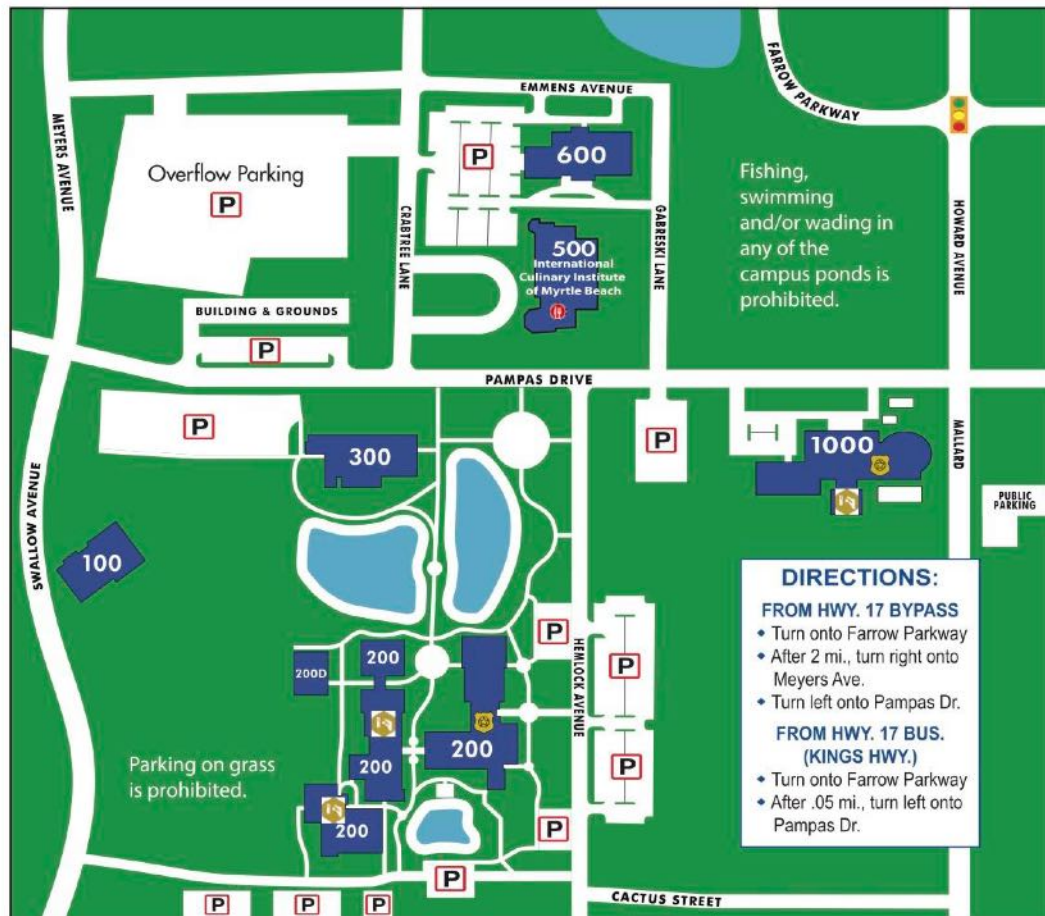 FARROW PARKWAY
EMMENS AVENUE
MEYERS AVENUE
600
P
Overflow Parking
P
Fishing,
swimming
and/or wading in
any of the
campus ponds is
prohibited.
CRABTREE LANE
GABRESKI LANE
HOWARD AVENUE
500
International
Culinary Institute
of Myrtle Beach
BUILDING & GROUNDS
P
PAMPAS DRIVE
P
300
P
1000
MALLARD
PUBLIC
PARKING
SWALLOW AVENUE
100
DIRECTIONS:
FROM HWY. 17 BYPASS
Turn onto Farrow Parkway
After 2 mi., turn right onto
Meyers Ave.
Turn left onto Pampas Dr.
FROM HWY. 17 BUS.
(KINGS HWY.)
Turn onto Farrow Parkway
After .05 mi., turn left onto
Pampas Dr.
P
HEMLOCK AVENUE
P
200
200D
200
200
P
Parking on grass
is prohibited.
200
P
P
CACTUS STREET
P
P
P